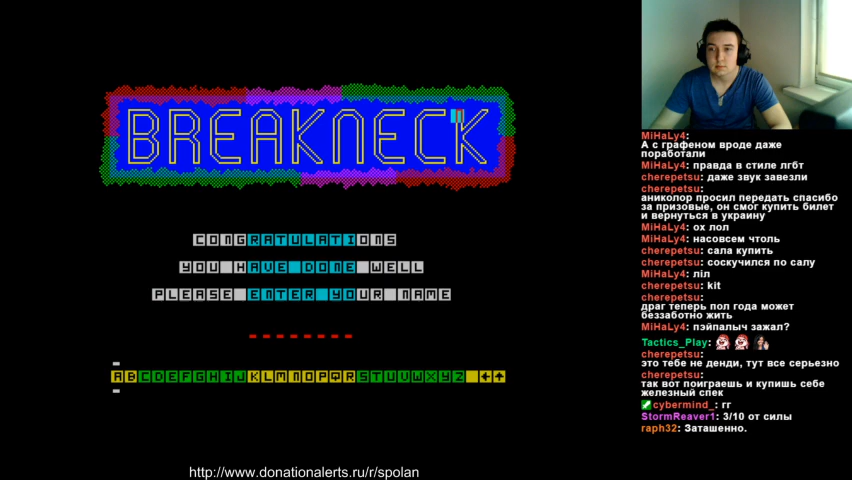 BREAKNECK
CONGRATULATIONS
YOU HAVE DONE WELL
PLEASE ENTER YOUR NAME
--------
ABCDEFGHIJKLMNOPQRSTUVWXYZ
http://www.donationalerts.ru/r/spolan
MiHaLy4:
А с графеном вроде даже
поработали
MiHaLy4: правда в стиле лгбт
cherepetsu: даже звук завезли
cherepetsu:
аниколор просил передать спасибо
за призовые, он смог купить билет
и вернуться в украину
MiHaLy4: ох лол
MiHaLy4: насовсем чтоль
cherepetsu: сала купить
cherepetsu: соскучился по салу
MiHaLy4: ліл
cherepetsu: kit
cherepetsu:
драг теперь пол года может
беззаботно жить
MiHaLy4: пэйпалыч зажал?
Tactics_Play:
cherepetsu:
это тебе не денди, тут все серьезно
cherepetsu:
так вот поиграешь и купишь себе
железный спек
cybermind_: гг
StormReaver1: 3/10 от силы
raph32: Заташенно.